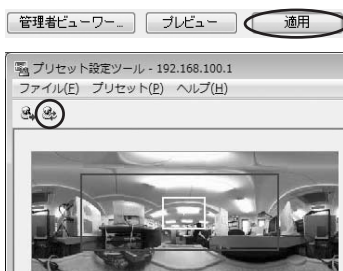 管理者ビューワー... プレビュー 適用
プリセット設定ツール - 192.168.100.1
ファイル(F) プリセット(P) ヘルプ(H)